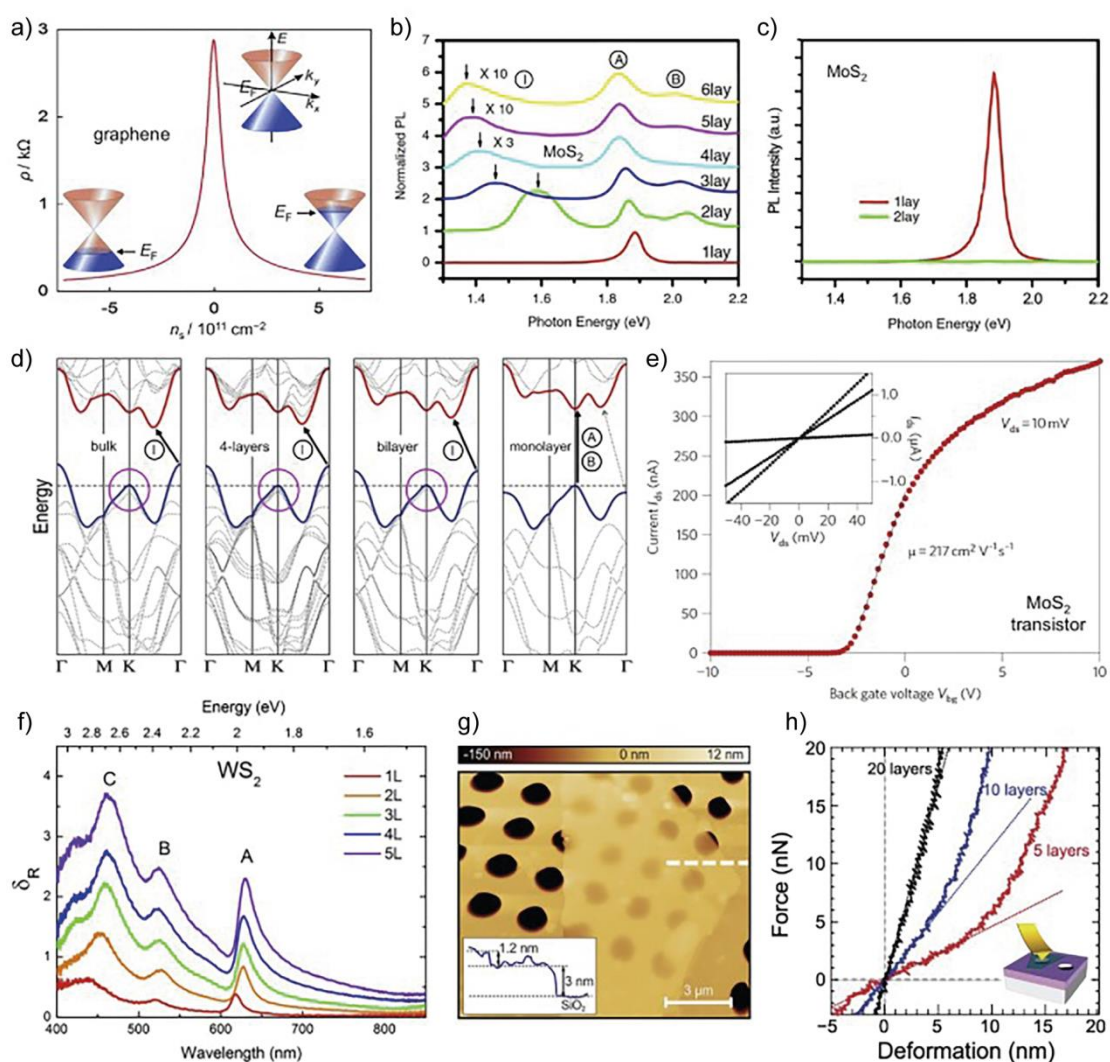 a)
3
2
1
0
ρ / kΩ
graphene
E
k_y
k_x
E_F
E_F
E_F
-5
0
5
n_s / 10¹¹ cm⁻²
b)
7
6
5
4
3
2
1
0
Normalized PL
I
A
B
X 10
6lay
X 10
5lay
X 3
MoS₂
4lay
3lay
2lay
1lay
1.4
1.6
1.8
2.0
2.2
Photon Energy (eV)
c)
MoS₂
PL Intensity (a.u.)
1lay
2lay
1.4
1.6
1.8
2.0
2.2
Photon Energy (eV)
d)
Energy
bulk
I
4-layers
I
bilayer
I
monolayer
A
B
Γ M K Γ
Γ M K Γ
Γ M K Γ
Γ M K Γ
e)
350
300
250
200
150
100
50
0
Current I_ds (nA)
V_ds = 10 mV
μ = 217 cm² V⁻¹ s⁻¹
MoS₂
transistor
1.0
0.0
-1.0
I_ds (μA)
-50 -25 0 25 50
V_ds (mV)
-10
-5
0
5
10
Back gate voltage V_bg (V)
f)
Energy (eV)
3 2.8 2.6 2.4 2.2 2 1.8 1.6
WS₂
C
B
A
1L
2L
3L
4L
5L
4
3
2
1
0
δ_R
400 500 600 700 800
Wavelength (nm)
g)
-150 nm 0 nm 12 nm
1.2 nm
3 nm
SiO₂
3 μm
h)
20
15
10
5
0
Force (nN)
20 layers
10 layers
5 layers
-5 0 5 10 15 20
Deformation (nm)